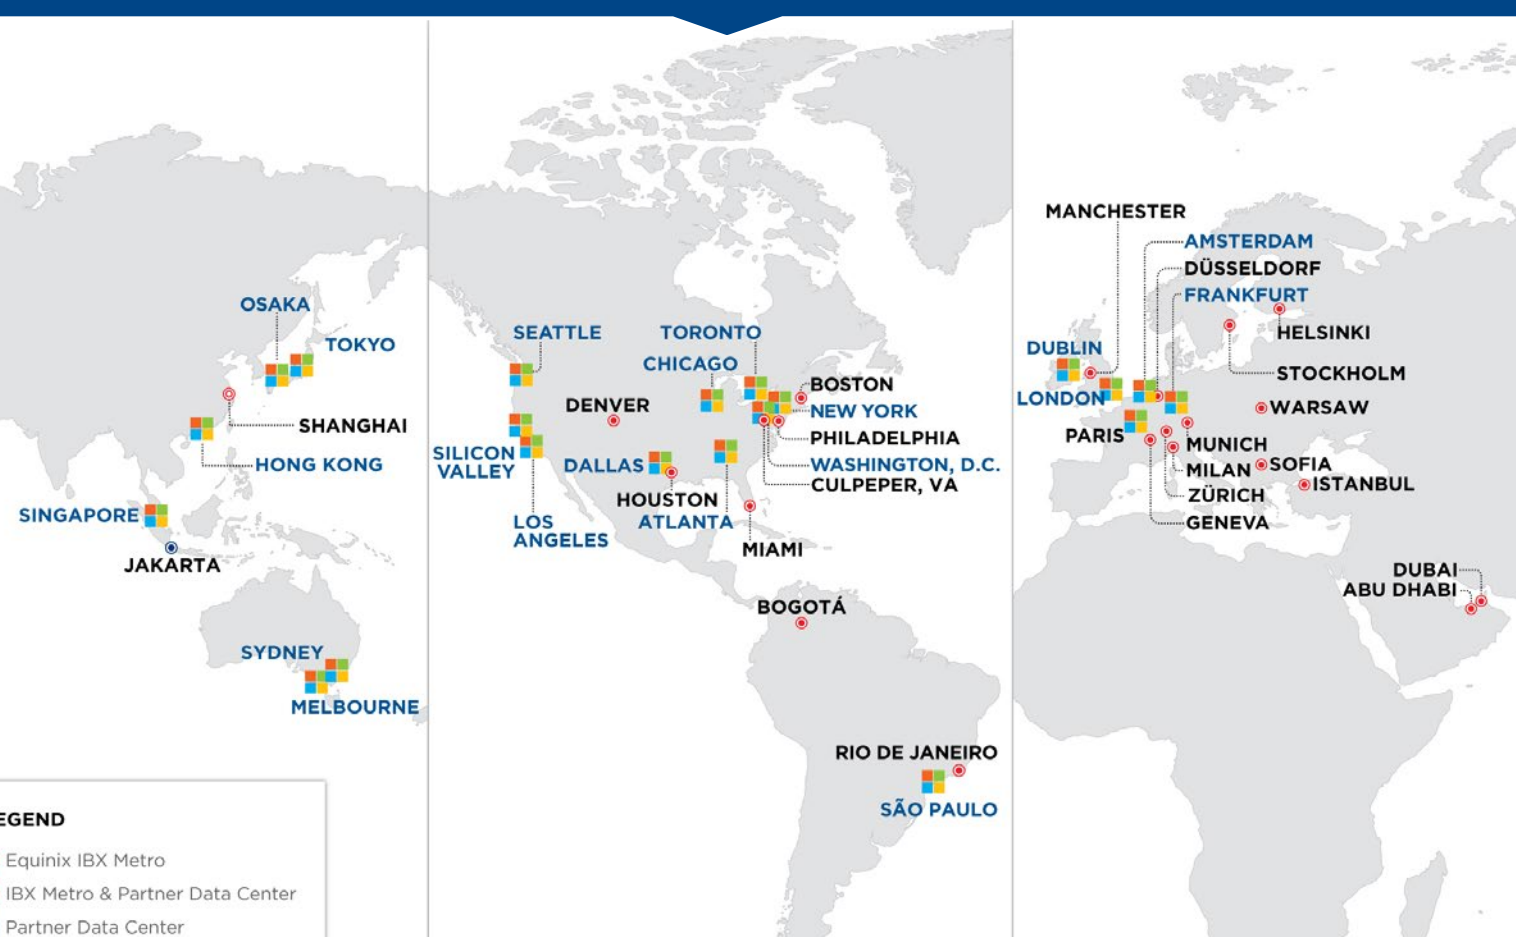 OSAKA
TOKYO
SHANGHAI
HONG KONG
SINGAPORE
JAKARTA
SYDNEY
MELBOURNE
EGEND
Equinix IBX Metro
IBX Metro & Partner Data Center
Partner Data Center
SEATTLE
TORONTO
CHICAGO
BOSTON
DENVER
NEW YORK
PHILADELPHIA
SILICON
VALLEY
DALLAS
WASHINGTON, D.C.
CULPEPER, VA
HOUSTON
ATLANTA
LOS
ANGELES
MIAMI
BOGOTÁ
RIO DE JANEIRO
SÃO PAULO
MANCHESTER
AMSTERDAM
DÜSSELDORF
FRANKFURT
HELSINKI
DUBLIN
STOCKHOLM
LONDON
WARSAW
PARIS
MUNICH
MILAN
SOFIA
ISTANBUL
ZÜRICH
GENEVA
DUBAI
ABU DHABI